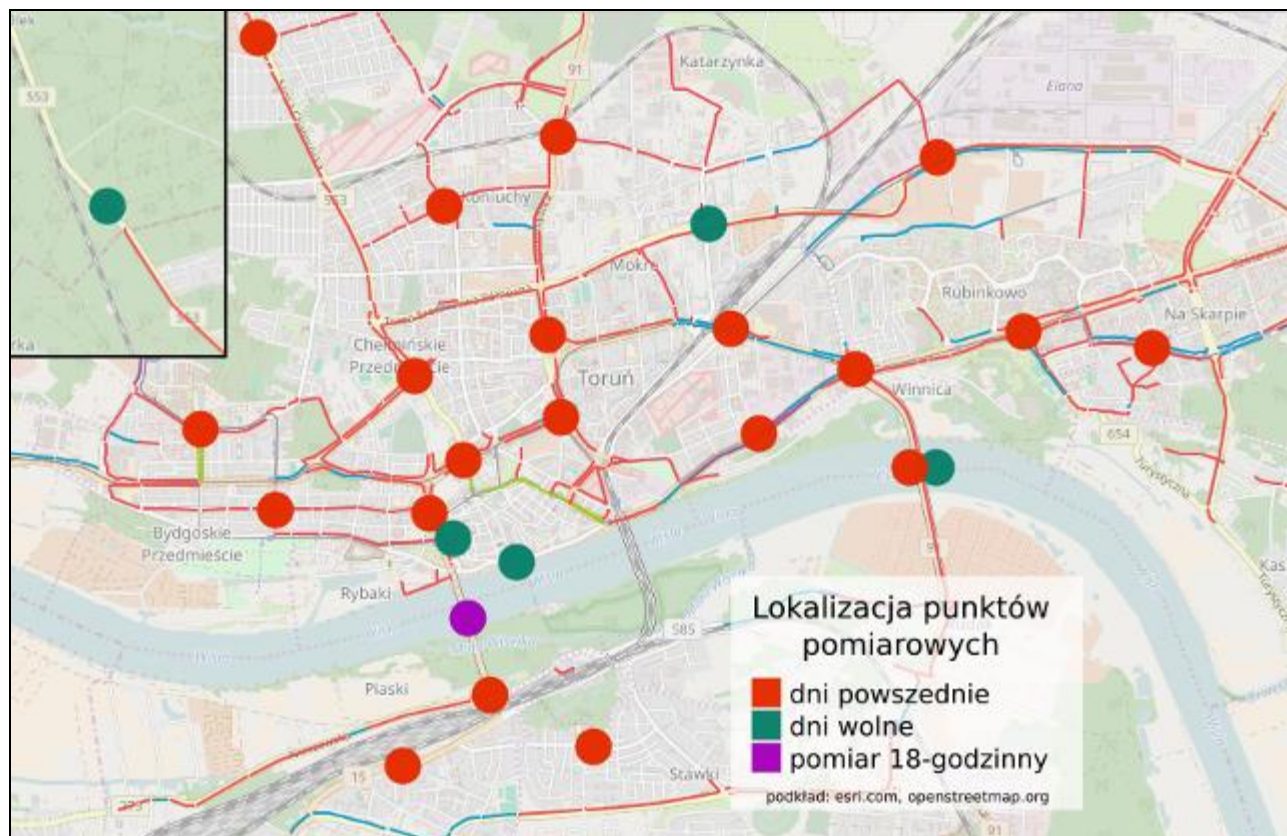 553
91
Katarzynka
Elana
553
Koniuchy
Mokre
Rubinkowo
Na Skarpie
Chełmińskie
Przedmieście
Toruń
Winnica
654
Turystyczna
Bydgoskie
Przedmieście
Rybaki
585
Piaski
Stawki
15
273
91
Lokalizacja punktów
pomiarowych
dni powszednie
dni wolne
pomiar 18-godzinny
podkład: esri.com, openstreetmap.org